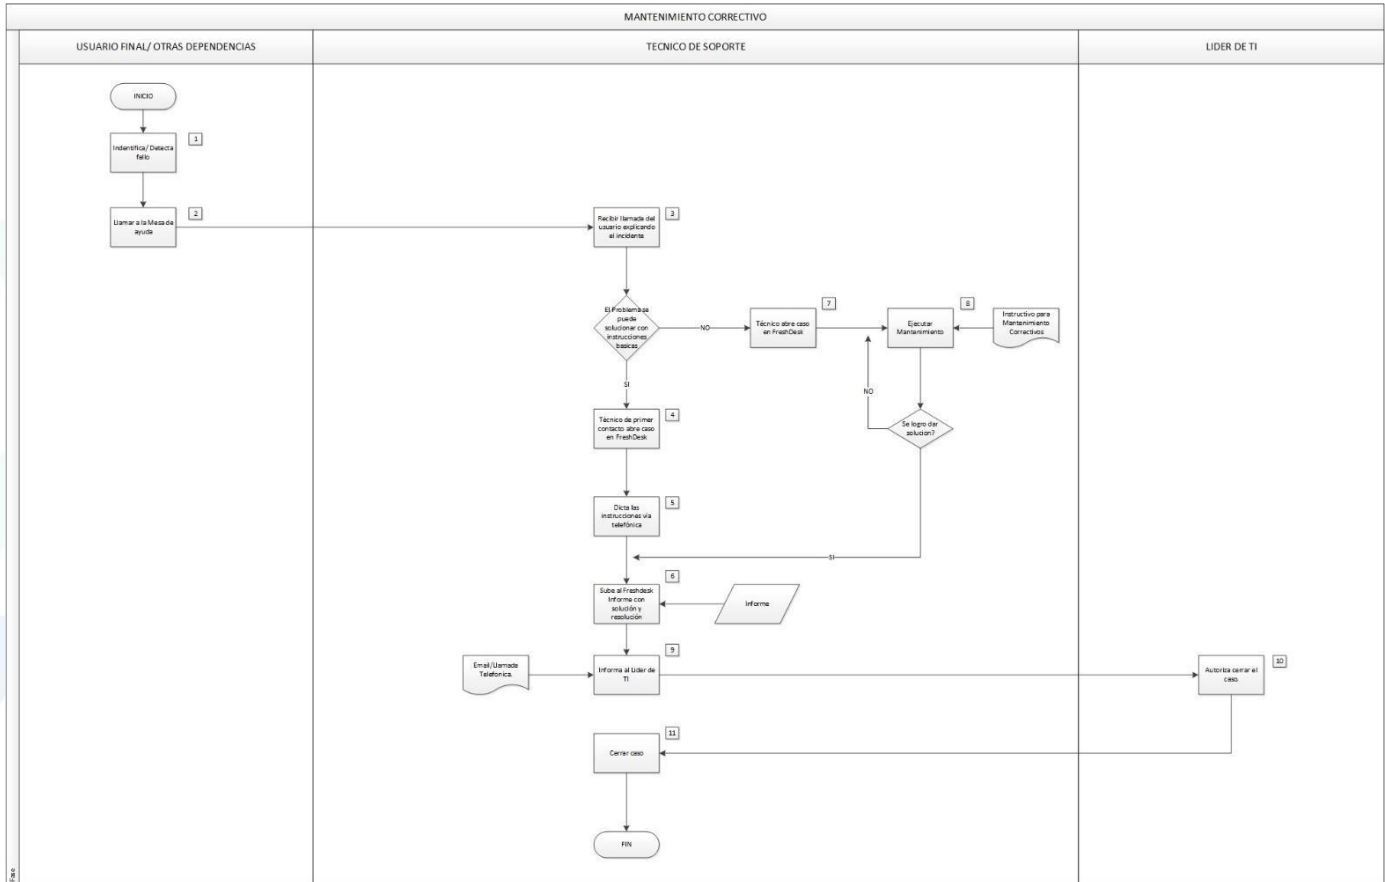 MANTENIMIENTO CORRECTIVO
USUARIO FINAL/ OTRAS DEPENDENCIAS
TECNICO DE SOPORTE
LIDER DE TI
INICIO
1
Indentifica/ Detecta
fello
2
Llamar a la Mesa de
ayuda
3
Recibir llamada del
usuario explicando
el incidente
El Problema se
puede
solucionar con
instrucciones
basicas
NO
7
Técnico abre caso
en FreshDesk
8
Ejecutar
Mantenimiento
Instructivo para
Mantenimiento
Correctivos
SI
NO
4
Técnico de primer
contacto abre caso
en FreshDesk
Se logro dar
solucion?
5
Dicta las
instrucciones vía
telefónica
SI
6
Sube al Freshdesk
Informe con
solución y
resolución
Informe
9
Informa al Lider de
TI
Email/Llamada
Telefonica.
10
Autoriza cerrar el
caso.
11
Cerrar caso
FIN
Fase